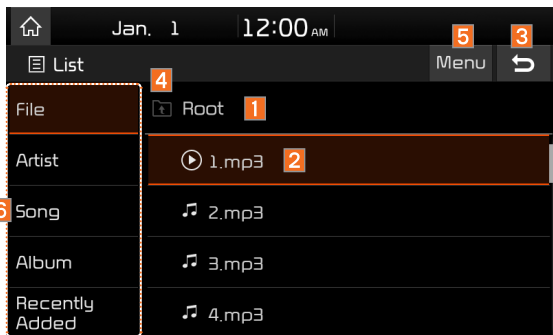 Jan. 1 12:00 AM
5 3
List Menu
4
File Root 1
Artist 1.mp3 2
6 Song 2.mp3
Album 3.mp3
Recently
Added 4.mp3